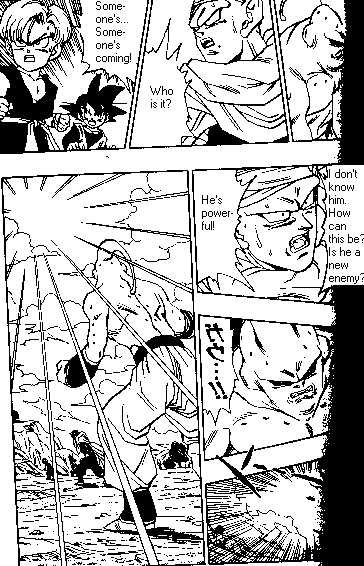 Some-
one's...
Some-
one's
coming!
Who
is it?
He's
power-
ful!
I don't
know
him.
How
can
this be?
Is he a
new
enemy?